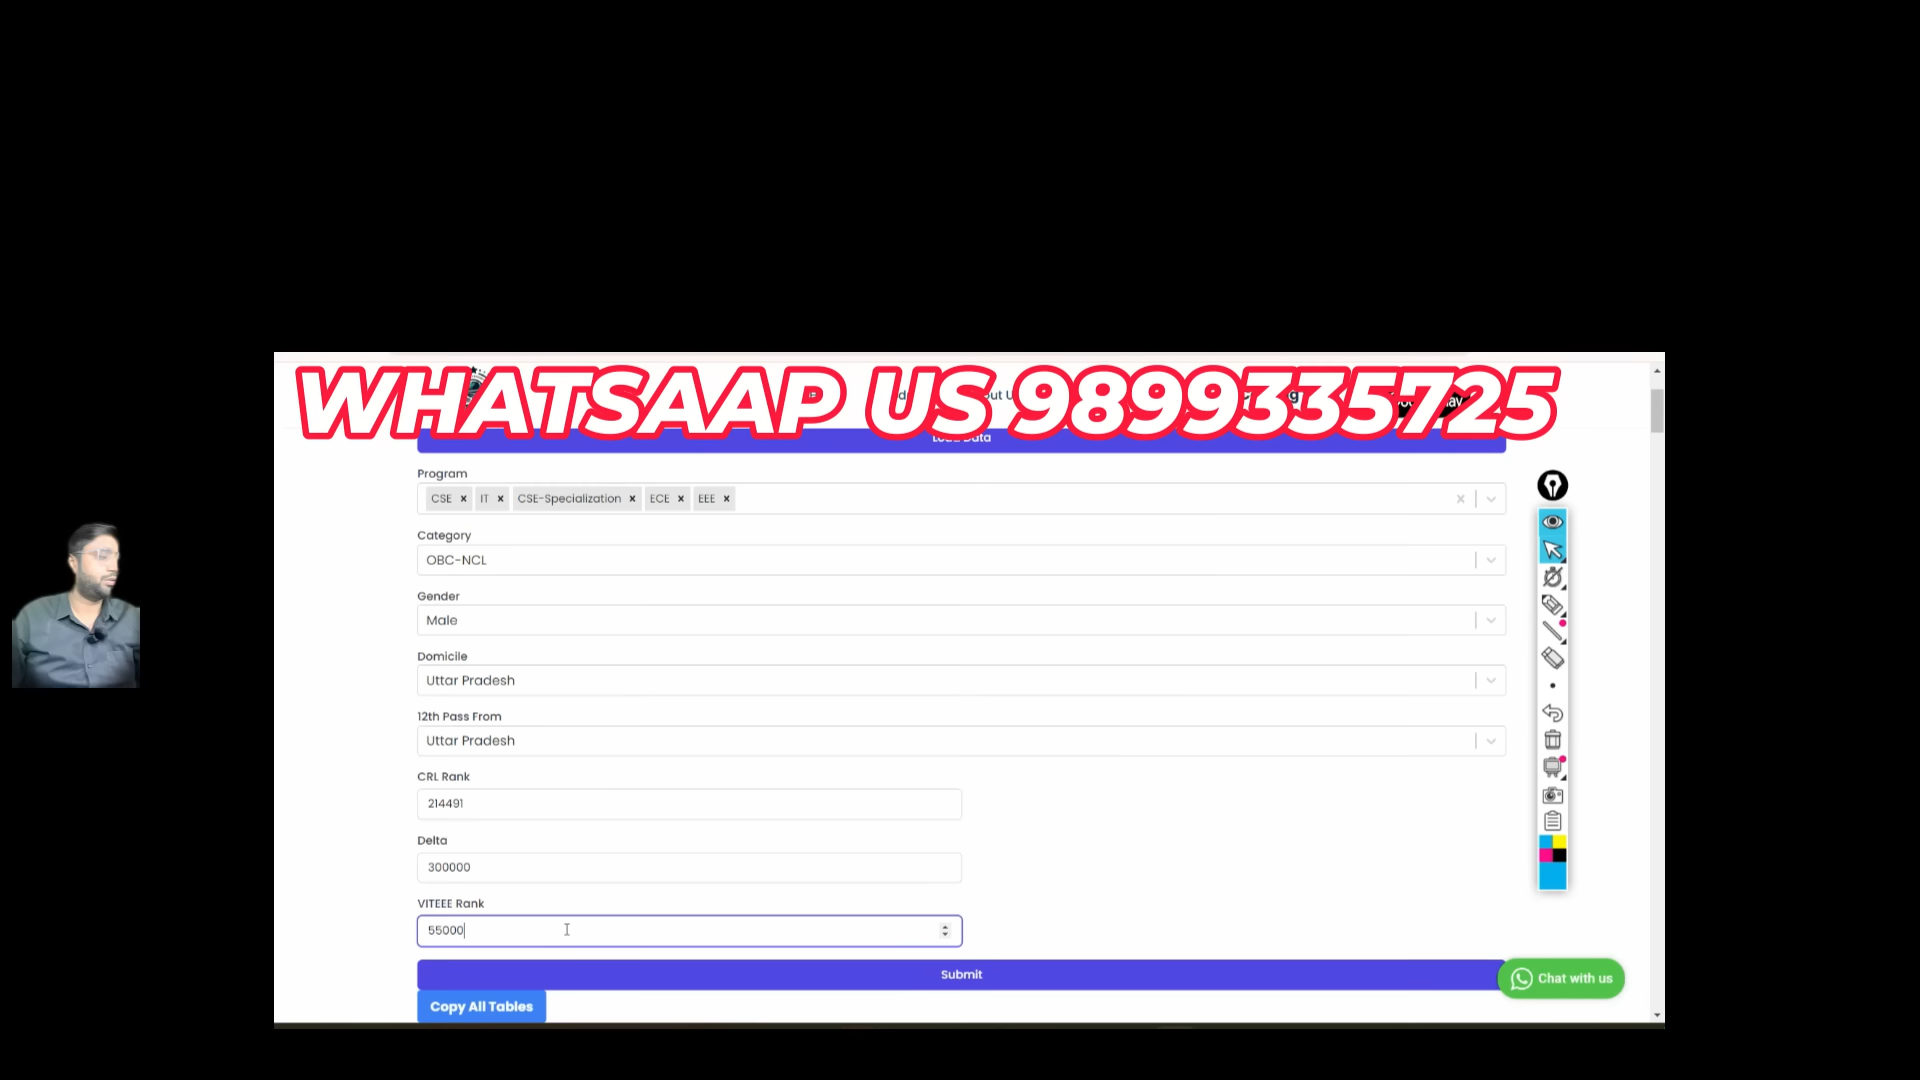 WHATSAAP US 9899335725
Program
CSE × IT × CSE-Specialization × ECE × EEE ×
Category
OBC-NCL
Gender
Male
Domicile
Uttar Pradesh
12th Pass From
Uttar Pradesh
CRL Rank
214491
Delta
300000
VITEEE Rank
55000
Submit
Chat with us
Copy All Tables